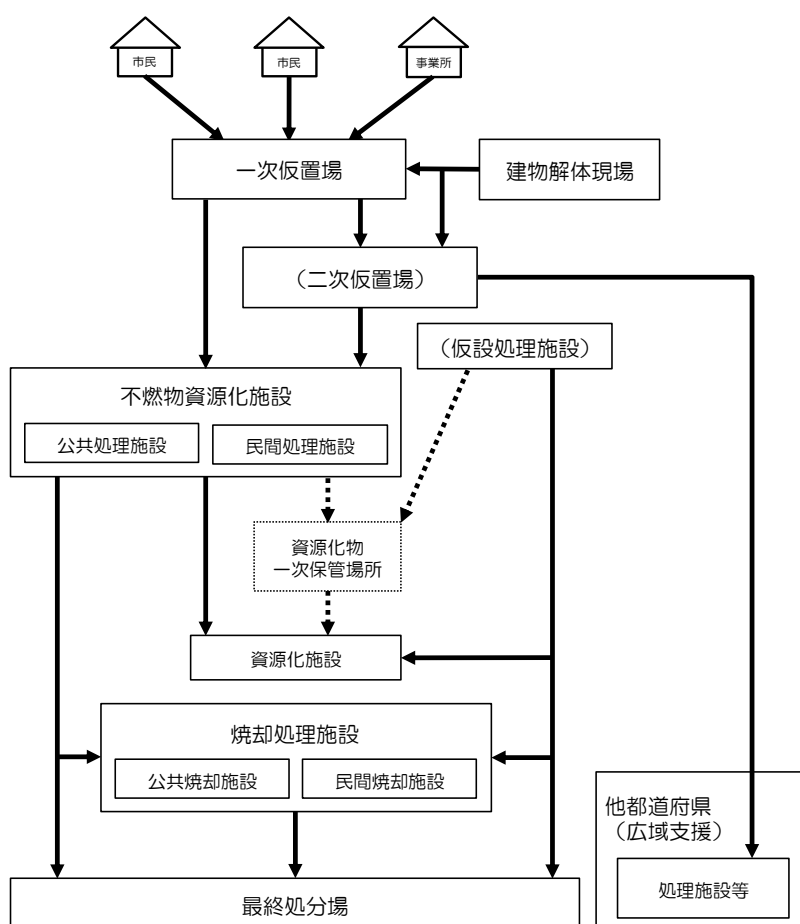 市民
市民
事業所
一次仮置場
建物解体現場
（二次仮置場）
（仮設処理施設）
不燃物資源化施設
公共処理施設
民間処理施設
資源化物
一次保管場所
資源化施設
焼却処理施設
公共焼却施設
民間焼却施設
他都道府県
（広域支援）
処理施設等
最終処分場